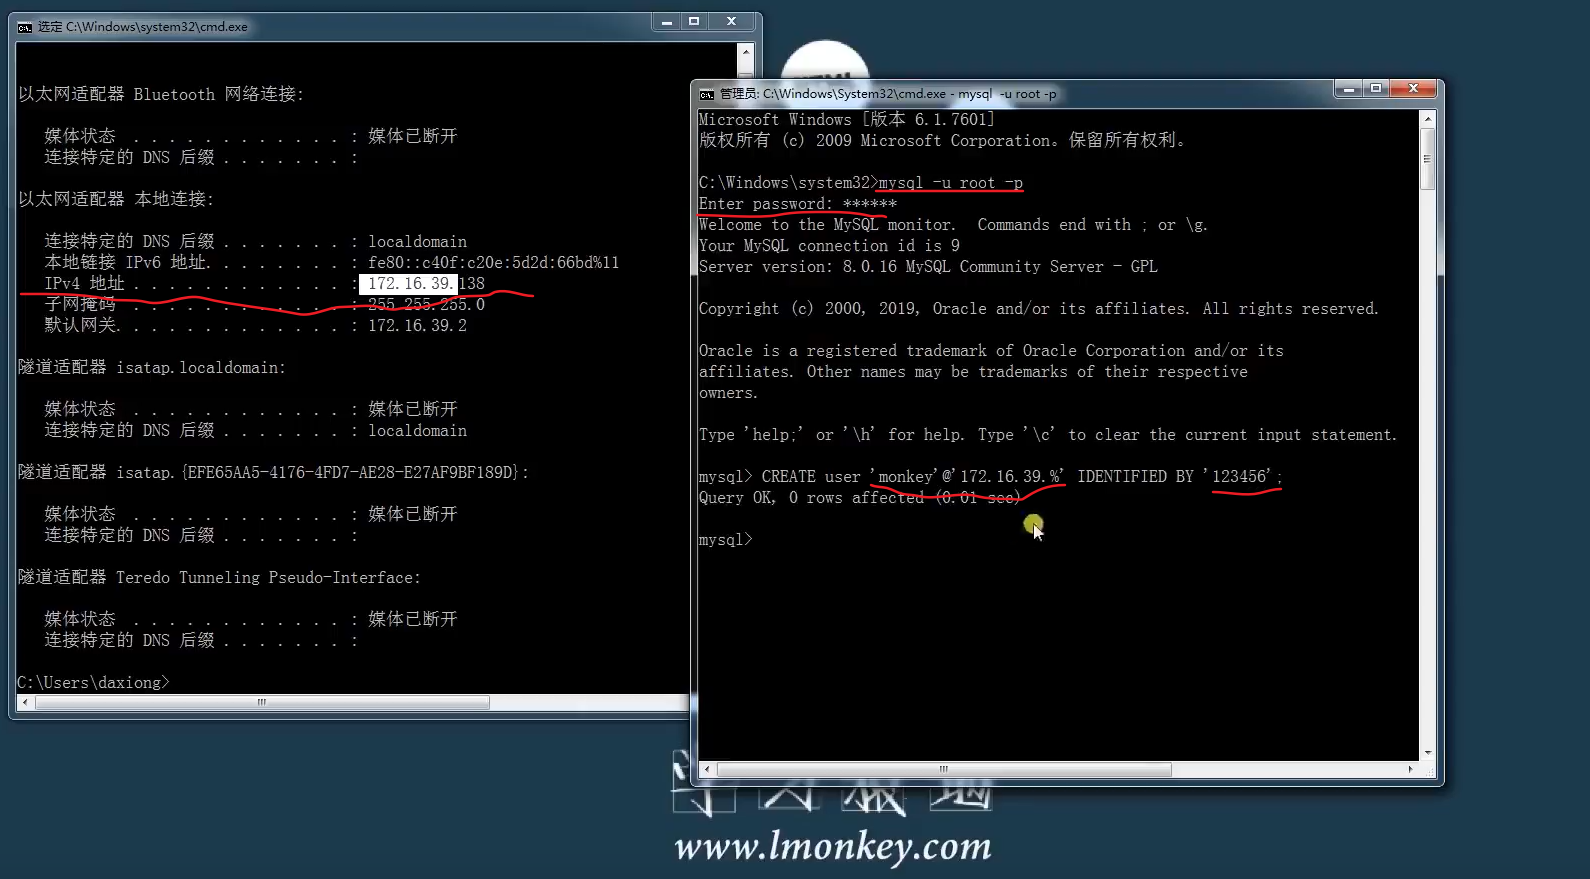 选定 C:\Windows\system32\cmd.exe
以太网适配器 Bluetooth 网络连接:
媒体状态 . . . . . . . . . . . . : 媒体已断开
连接特定的 DNS 后缀 . . . . . . . :
以太网适配器 本地连接:
连接特定的 DNS 后缀 . . . . . . . : localdomain
本地链接 IPv6 地址. . . . . . . . : fe80::c40f:c20e:5d2d:66bd%11
IPv4 地址 . . . . . . . . . . . . : 172.16.39.138
子网掩码 . . . . . . . . . . . . : 255.255.255.0
默认网关. . . . . . . . . . . . . : 172.16.39.2
隧道适配器 isatap.localdomain:
媒体状态 . . . . . . . . . . . . : 媒体已断开
连接特定的 DNS 后缀 . . . . . . . : localdomain
隧道适配器 isatap.{EFE65AA5-4176-4FD7-AE28-E27AF9BF189D}:
媒体状态 . . . . . . . . . . . . : 媒体已断开
连接特定的 DNS 后缀 . . . . . . . :
隧道适配器 Teredo Tunneling Pseudo-Interface:
媒体状态 . . . . . . . . . . . . : 媒体已断开
连接特定的 DNS 后缀 . . . . . . . :
C:\Users\daxiong>
管理员: C:\Windows\System32\cmd.exe - mysql -u root -p
Microsoft Windows [版本 6.1.7601]
版权所有 (c) 2009 Microsoft Corporation。保留所有权利。
C:\Windows\system32>mysql -u root -p
Enter password: ******
Welcome to the MySQL monitor.  Commands end with ; or \g.
Your MySQL connection id is 9
Server version: 8.0.16 MySQL Community Server - GPL
Copyright (c) 2000, 2019, Oracle and/or its affiliates. All rights reserved.
Oracle is a registered trademark of Oracle Corporation and/or its
affiliates. Other names may be trademarks of their respective
owners.
Type 'help;' or '\h' for help. Type '\c' to clear the current input statement.
mysql> CREATE user 'monkey'@'172.16.39.%' IDENTIFIED BY '123456';
Query OK, 0 rows affected (0.01 sec)
mysql>
www.lmonkey.com